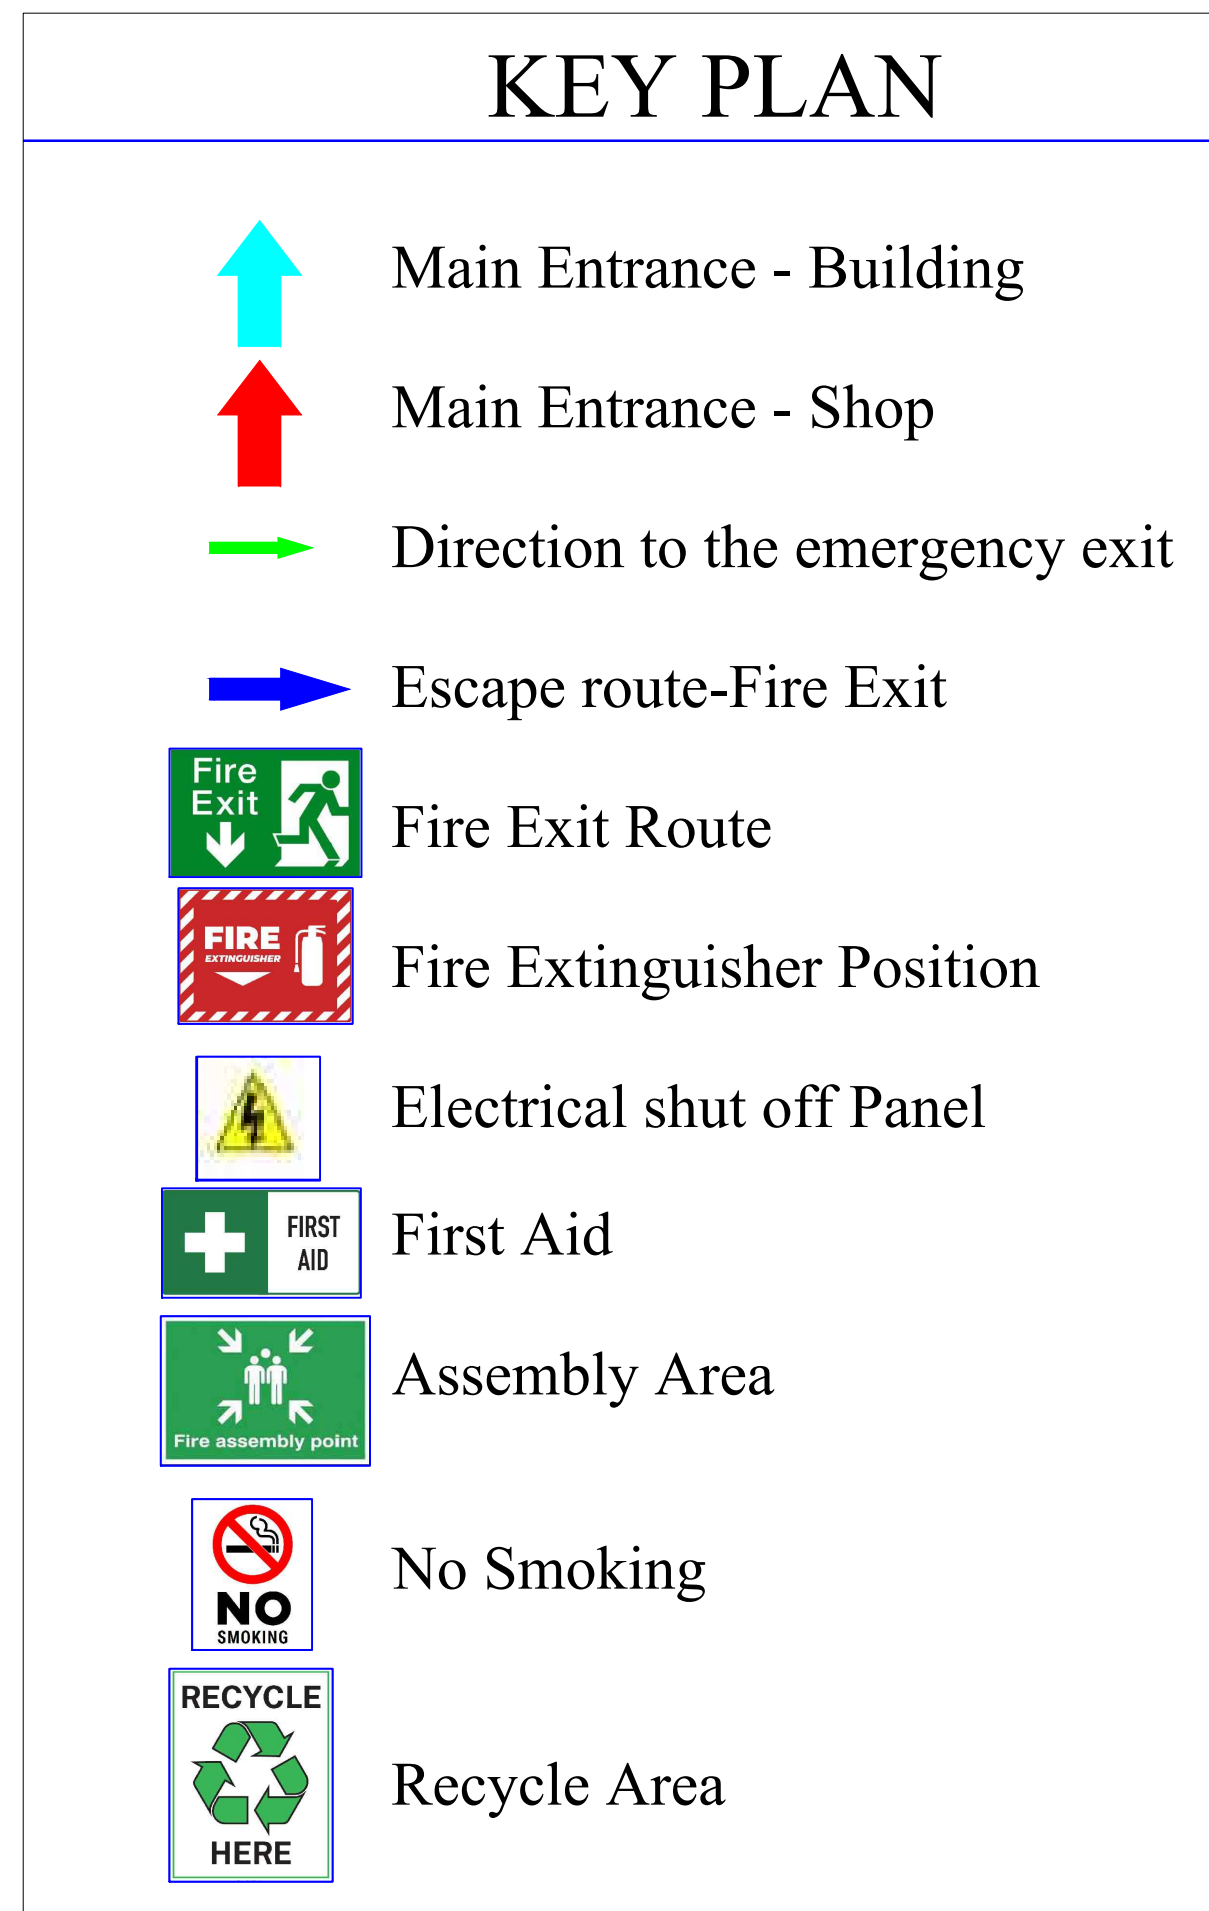 KEY PLAN
Main Entrance - Building
Main Entrance - Shop
Direction to the emergency exit
Escape route-Fire Exit
Fire
Exit
Fire Exit Route
FIRE
EXTINGUISHER
Fire Extinguisher Position
Electrical shut off Panel
FIRST
AID
First Aid
Fire assembly point
Assembly Area
NO
SMOKING
No Smoking
RECYCLE
HERE
Recycle Area